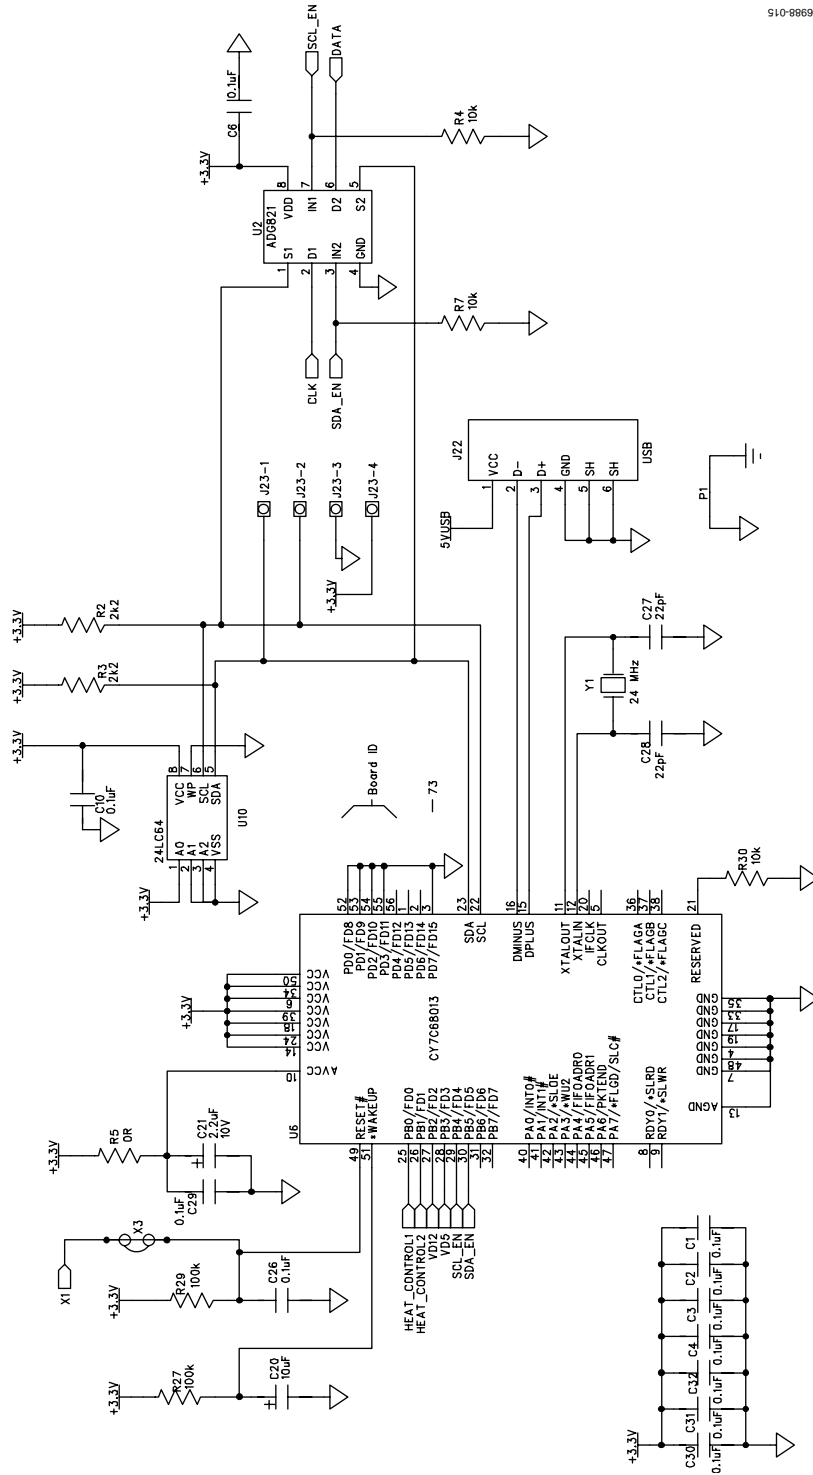 6988-015
SCL_EN
DATA
0.1uF
C6
+3.3V
R4
10k
U2
ADG821
8 VDD
7 IN1
6 D2
5 S2
1 S1
2 D1
3 IN2
4 GND
R7
10k
CLK
SDA_EN
J22
USB
1 VCC
2 D-
3 D+
4 GND
5 SH
6 SH
5VUSB
P1
J23-1
J23-2
J23-3
J23-4
+3.3V
+3.3V
R2
2k2
+3.3V
R3
2k2
+3.3V
C10
0.1uF
C27
22pF
Y1
24 MHz
C28
22pF
8 VCC
7 WP
6 SCL
5 SDA
U10
24LC64
1 A0
2 A1
3 A2
4 VSS
+3.3V
Board ID
73
52 PD0/FD8
53 PD1/FD9
54 PD2/FD10
55 PD3/FD11
56 PD4/FD12
1 PD5/FD13
2 PD6/FD14
3 PD7/FD15
23 SDA
22 SCL
16 DMINUS
15 DPLUS
11 XTALOUT
12 XTALIN
20 IFCLK
5 CLKOUT
36 CTL0/*FLAGA
37 CTL1/*FLAGB
38 CTL2/*FLAGC
21 RESERVED
R30
10k
+3.3V
50 VCC
34 VCC
6 VCC
39 VCC
18 VCC
24 VCC
14 VCC
10 AVCC
CY7C68013
U6
GND 35
GND 33
GND 17
GND 19
GND 4
GND 48
GND 7
AGND 13
49 RESET#
51 *WAKEUP
25 PB0/FD0
26 PB1/FD1
27 PB2/FD2
28 PB3/FD3
29 PB4/FD4
30 PB5/FD5
31 PB6/FD6
32 PB7/FD7
40 PA0/INT0#
41 PA1/INT1#
42 PA2/*SLOE
43 PA3/*WU2
44 PA4/FIFOADR0
45 PA5/FIFOADR1
46 PA6/PKTEND
47 PA7/*FLGD/SLC#
8 RDY0/*SLRD
9 RDY1/*SLWR
HEAT_CONTROL1
HEAT_CONTROL2
VD12
VD5
SCL_EN
SDA_EN
+3.3V
R5
0R
C21
2.2uF
10V
+
0.1uF
C29
X3
X1
+3.3V
R29
100k
C26
0.1uF
+3.3V
R27
100k
C20
10uF
+
+3.3V
C1
0.1uF
C2
0.1uF
C3
0.1uF
C4
0.1uF
C32
0.1uF
C31
0.1uF
C30
0.1uF